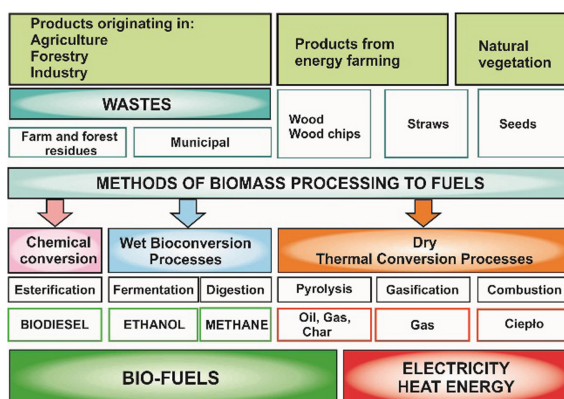 Products originating in:
Agriculture
Forestry
Industry
Products from
energy farming
Natural
vegetation
WASTES
Farm and forest
residues
Municipal
Wood
Wood chips
Straws
Seeds
METHODS OF BIOMASS PROCESSING TO FUELS
Chemical
conversion
Wet Bioconversion
Processes
Dry
Thermal Conversion Processes
Esterification
Fermentation
Digestion
Pyrolysis
Gasification
Combustion
BIODIESEL
ETHANOL
METHANE
Oil, Gas,
Char
Gas
Ciepło
BIO-FUELS
ELECTRICITY
HEAT ENERGY